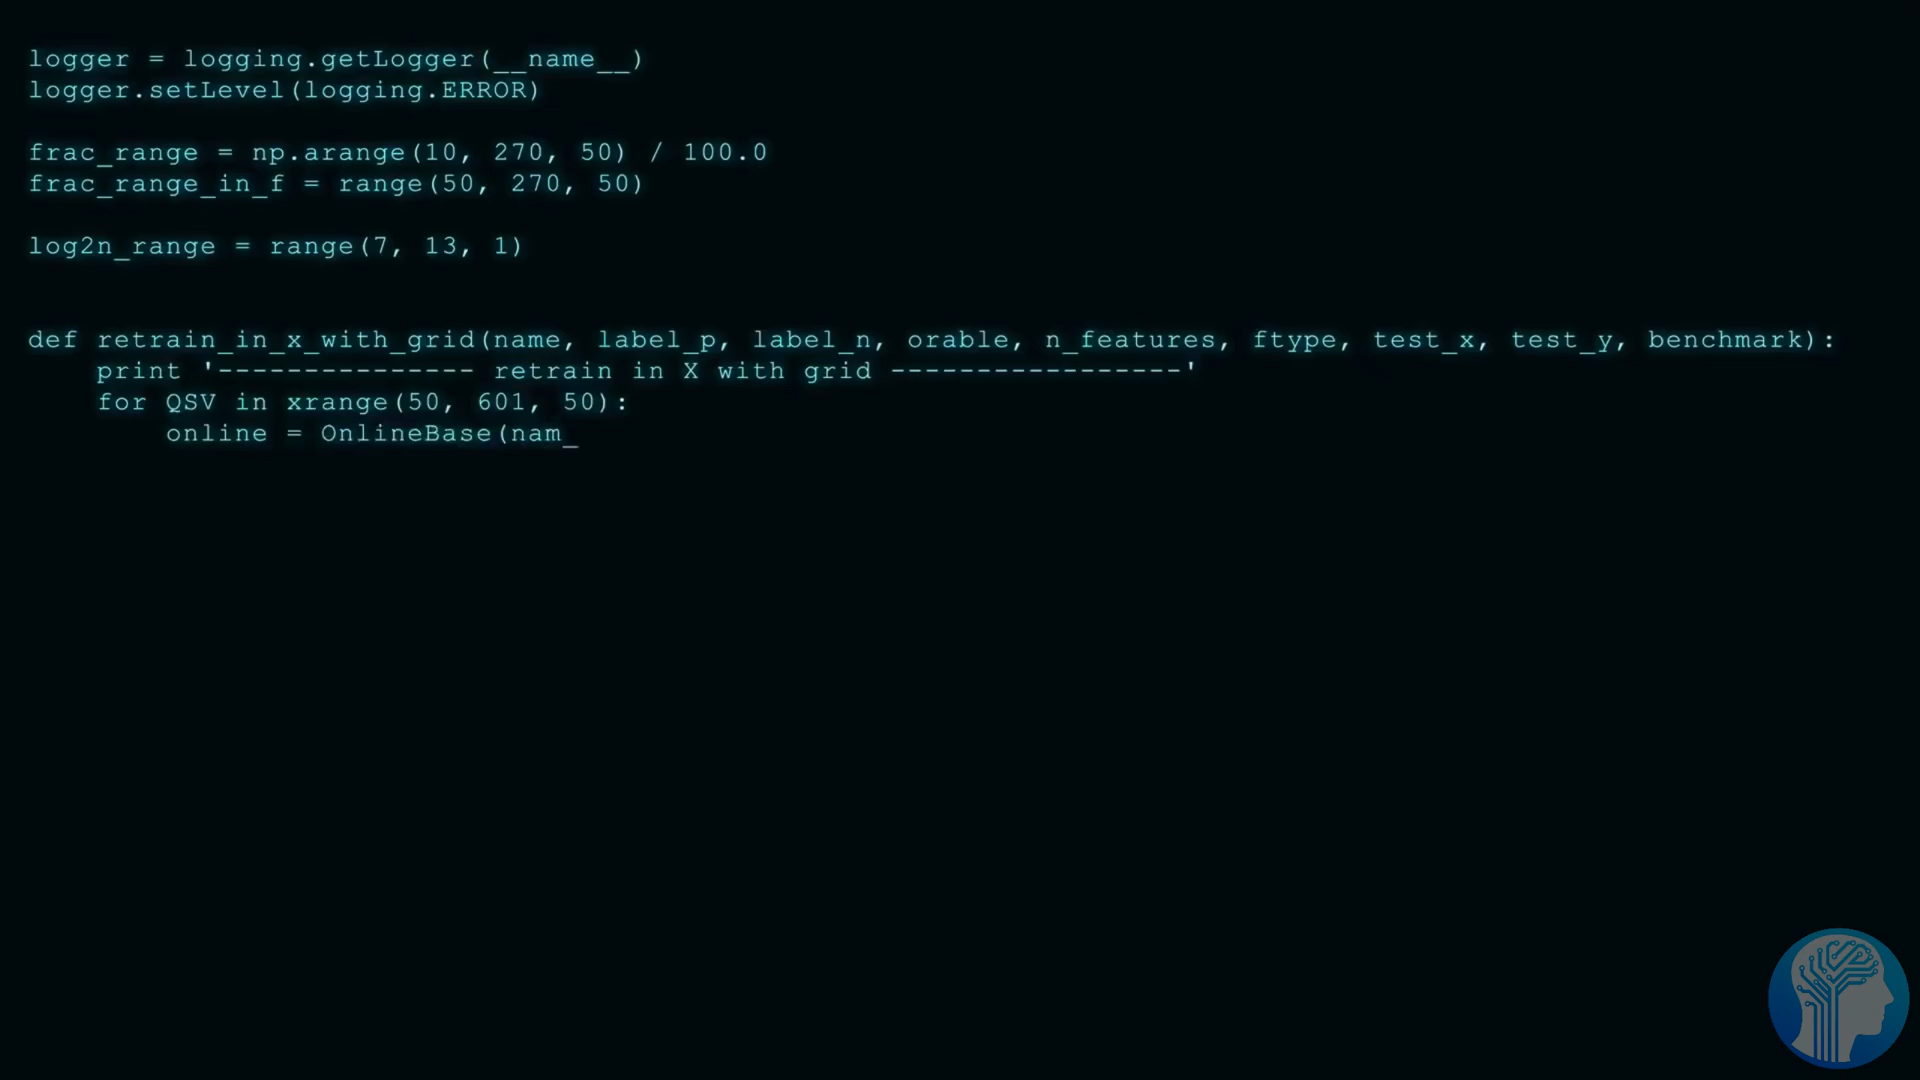 logger = logging.getLogger(__name__)
logger.setLevel(logging.ERROR)
frac_range = np.arange(10, 270, 50) / 100.0
frac_range_in_f = range(50, 270, 50)
log2n_range = range(7, 13, 1)
def retrain_in_x_with_grid(name, label_p, label_n, orable, n_features, ftype, test_x, test_y, benchmark):
    print '--------------- retrain in X with grid -----------------'
    for QSV in xrange(50, 601, 50):
        online = OnlineBase(nam_